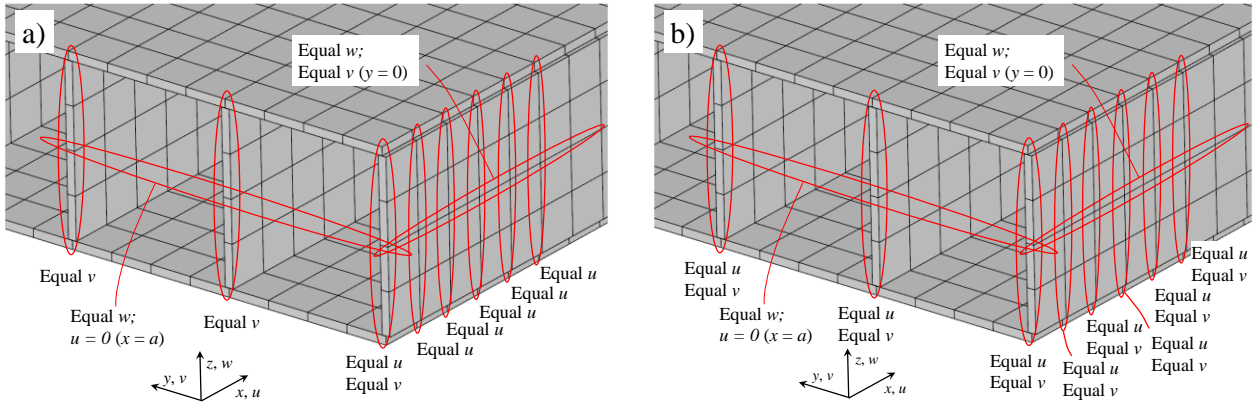 a)
Equal w;
Equal v (y = 0)
Equal v
Equal w;
u = 0 (x = a)
Equal v
Equal u
Equal v
Equal u
Equal u
Equal u
Equal u
Equal u
z, w
y, v
x, u
b)
Equal w;
Equal v (y = 0)
Equal u
Equal v
Equal w;
u = 0 (x = a)
Equal u
Equal v
Equal u
Equal v
Equal u
Equal v
Equal u
Equal v
Equal u
Equal v
Equal u
Equal v
Equal u
Equal v
z, w
y, v
x, u